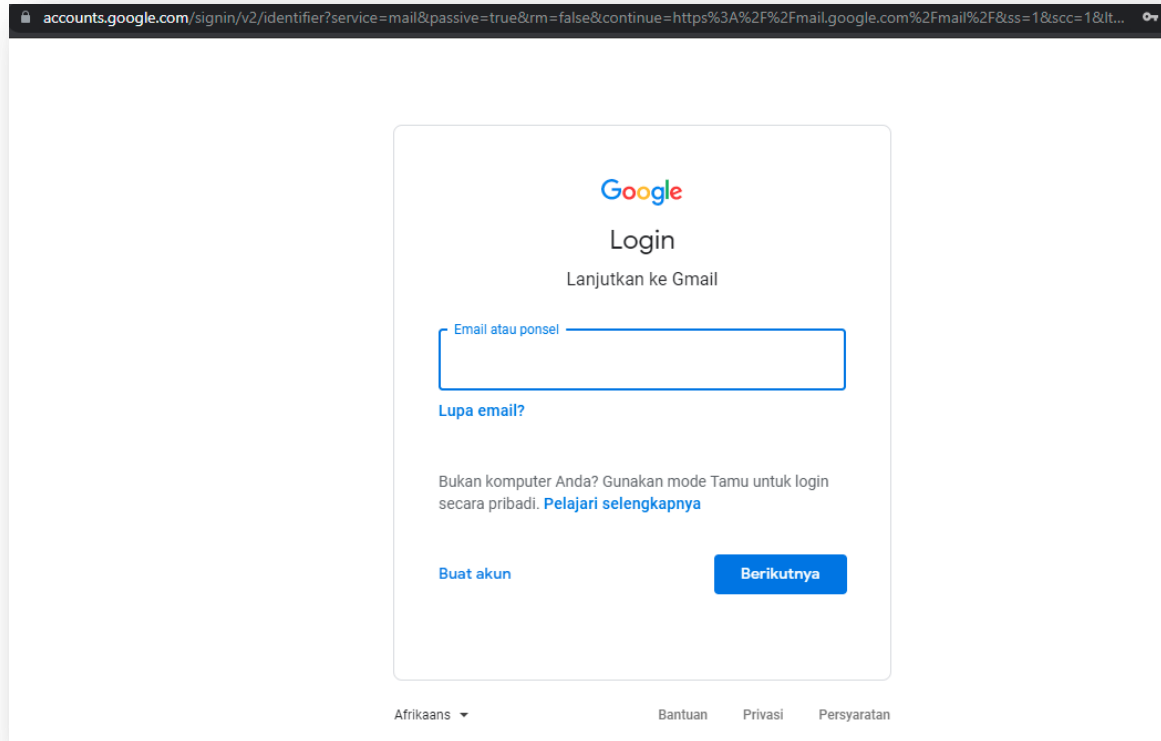 accounts.google.com/signin/v2/identifier?service=mail&passive=true&rm=false&continue=https%3A%2F%2Fmail.google.com%2Fmail%2F&ss=1&scc=1&lt...
Google
Login
Lanjutkan ke Gmail
Email atau ponsel
Lupa email?
Bukan komputer Anda? Gunakan mode Tamu untuk login
secara pribadi. Pelajari selengkapnya
Buat akun
Berikutnya
Afrikaans
Bantuan Privasi Persyaratan